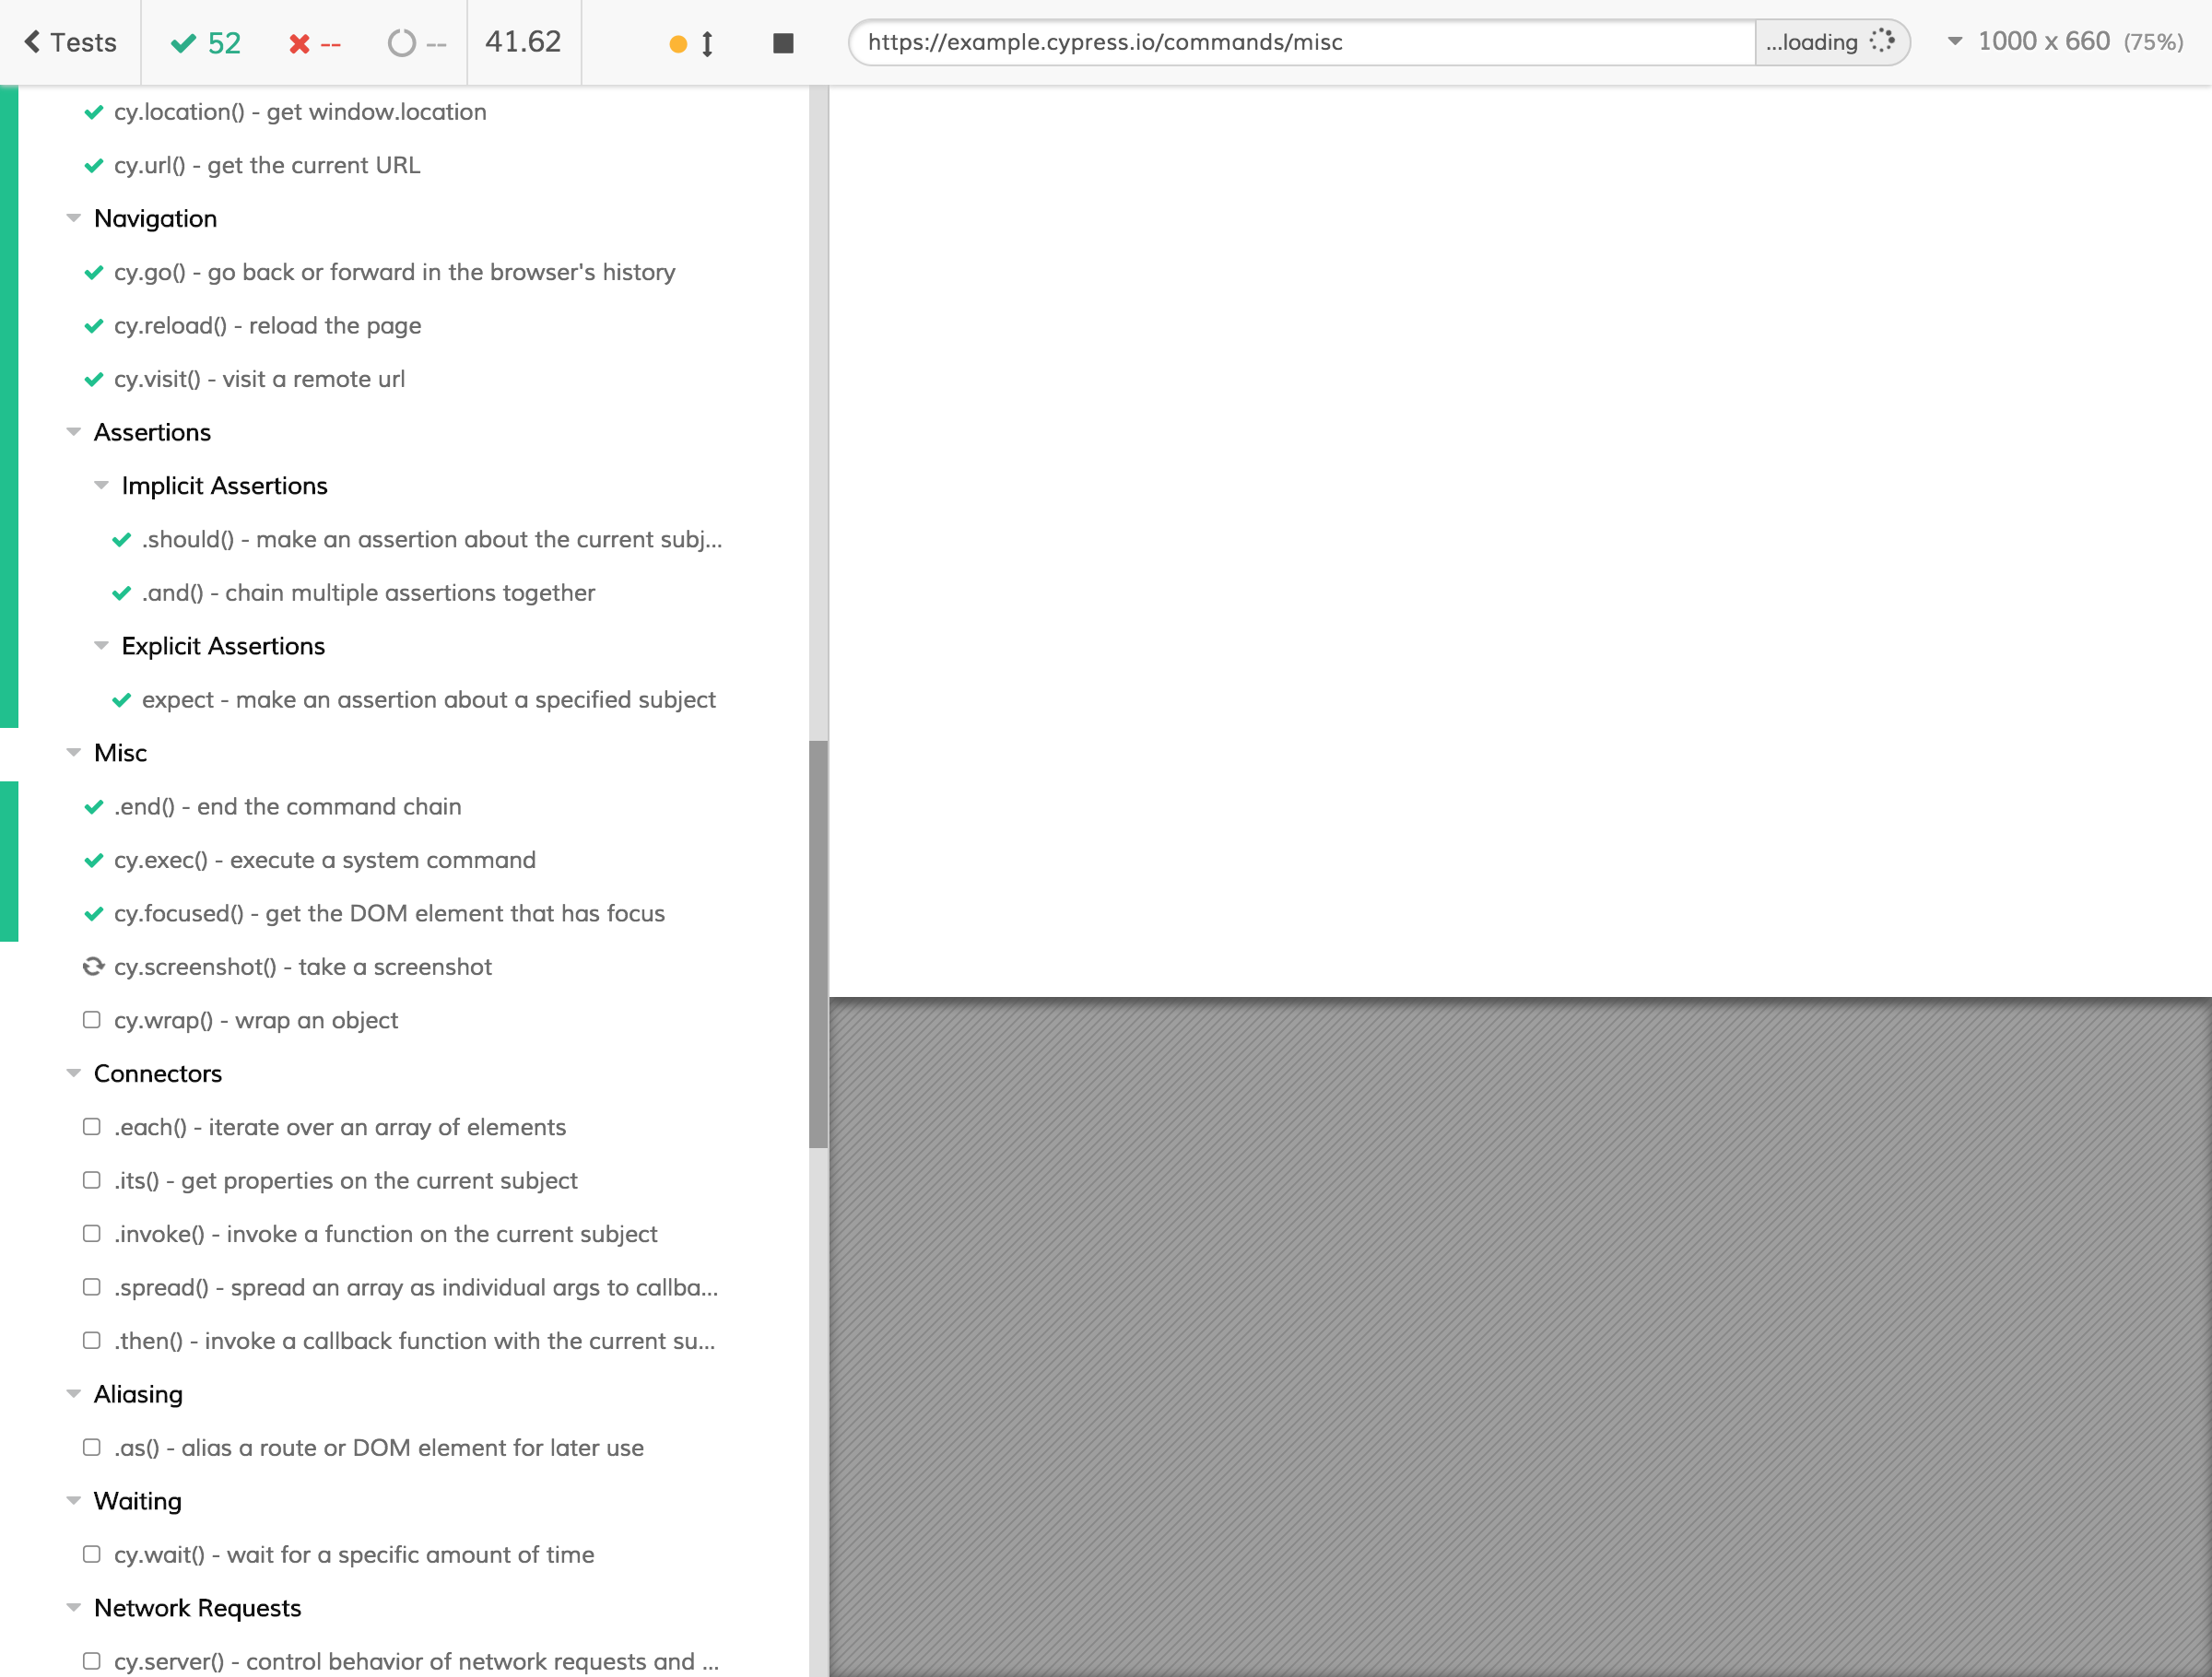 Tests 52 -- -- 41.62 https://example.cypress.io/commands/misc ...loading 1000 x 660 (75%)
cy.location() - get window.location
cy.url() - get the current URL
Navigation
cy.go() - go back or forward in the browser's history
cy.reload() - reload the page
cy.visit() - visit a remote url
Assertions
Implicit Assertions
.should() - make an assertion about the current subj...
.and() - chain multiple assertions together
Explicit Assertions
expect - make an assertion about a specified subject
Misc
.end() - end the command chain
cy.exec() - execute a system command
cy.focused() - get the DOM element that has focus
cy.screenshot() - take a screenshot
cy.wrap() - wrap an object
Connectors
.each() - iterate over an array of elements
.its() - get properties on the current subject
.invoke() - invoke a function on the current subject
.spread() - spread an array as individual args to callba...
.then() - invoke a callback function with the current su...
Aliasing
.as() - alias a route or DOM element for later use
Waiting
cy.wait() - wait for a specific amount of time
Network Requests
cy.server() - control behavior of network requests and ...